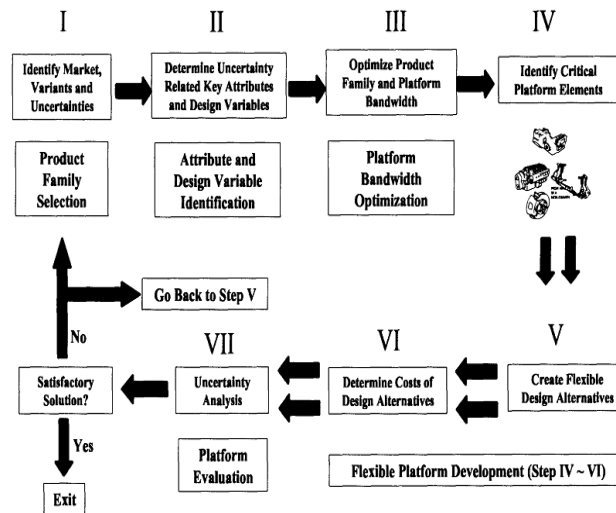 I
II
III
IV
Identify Market,
Variants and
Uncertainties
Determine Uncertainty
Related Key Attributes
and Design Variables
Optimize Product
Family and Platform
Bandwidth
Identify Critical
Platform Elements
Product
Family
Selection
Attribute and
Design Variable
Identification
Platform
Bandwidth
Optimization
Go Back to Step V
No
VII
VI
V
Satisfactory
Solution?
Uncertainty
Analysis
Determine Costs of
Design Alternatives
Create Flexible
Design Alternatives
Yes
Platform
Evaluation
Flexible Platform Development (Step IV ~ VI)
Exit